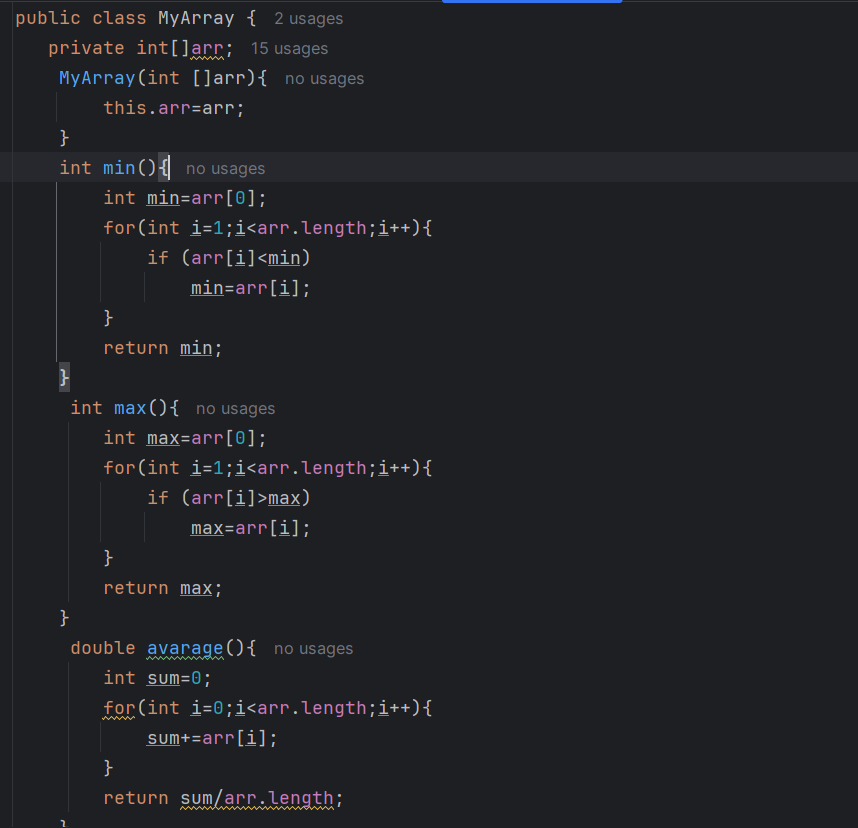 public class MyArray { 2 usages
private int[]arr; 15 usages
MyArray(int []arr){ no usages
this.arr=arr;
}
int min(){ no usages
int min=arr[0];
for(int i=1;i<arr.length;i++){
if (arr[i]<min)
min=arr[i];
}
return min;
}
int max(){ no usages
int max=arr[0];
for(int i=1;i<arr.length;i++){
if (arr[i]>max)
max=arr[i];
}
return max;
}
double avarage(){ no usages
int sum=0;
for(int i=0;i<arr.length;i++){
sum+=arr[i];
}
return sum/arr.length;
}